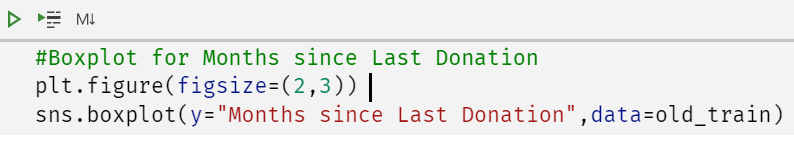 M↓
#Boxplot for Months since Last Donation
plt.figure(figsize=(2,3))
sns.boxplot(y="Months since Last Donation",data=old_train)